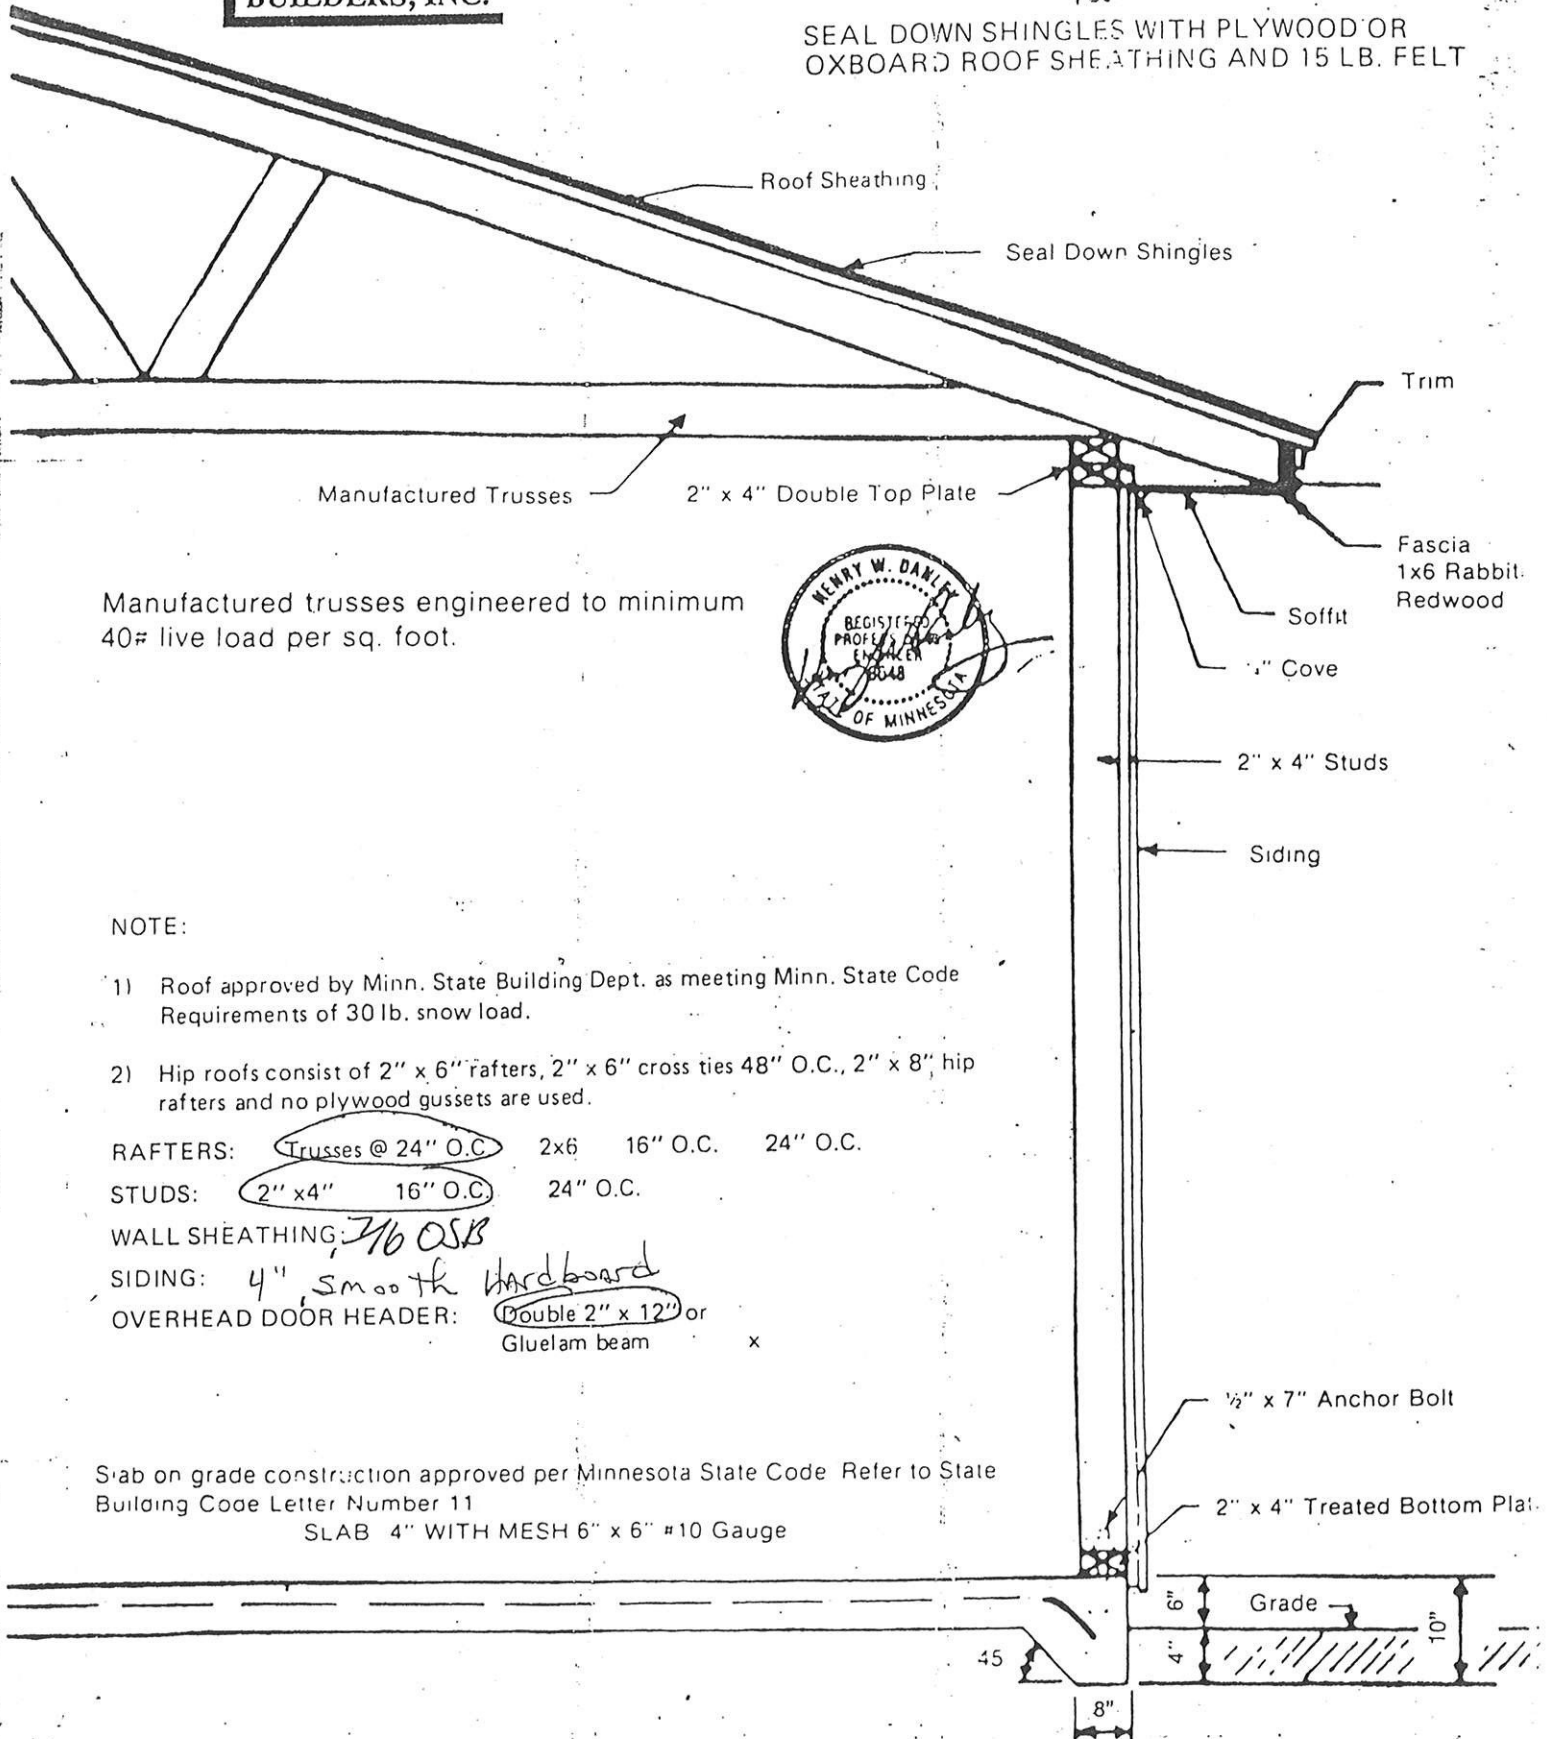 BUILDERS, INC.
SEAL DOWN SHINGLES WITH PLYWOOD OR
OXBOARD ROOF SHEATHING AND 15 LB. FELT
Roof Sheathing
Seal Down Shingles
Trim
Manufactured Trusses
2" x 4" Double Top Plate
Fascia
1x6 Rabbit
Redwood
Soffit
" Cove
Manufactured trusses engineered to minimum
40# live load per sq. foot.
HENRY W. DANLEY
REGISTERED
PROFESSIONAL
ENGINEER
STATE OF MINNESOTA
2" x 4" Studs
Siding
NOTE:
1) Roof approved by Minn. State Building Dept. as meeting Minn. State Code
Requirements of 30 lb. snow load.
2) Hip roofs consist of 2" x 6" rafters, 2" x 6" cross ties 48" O.C., 2" x 8" hip
rafters and no plywood gussets are used.
RAFTERS: Trusses @ 24" O.C. 2x6 16" O.C. 24" O.C.
STUDS: 2" x4" 16" O.C. 24" O.C.
WALL SHEATHING: 7/16 OSB
SIDING: 4" Smooth Hardboard
OVERHEAD DOOR HEADER: Double 2" x 12" or
Gluelam beam x
½" x 7" Anchor Bolt
2" x 4" Treated Bottom Plat
Slab on grade construction approved per Minnesota State Code Refer to State
Building Code Letter Number 11
SLAB 4" WITH MESH 6" x 6" #10 Gauge
6"
Grade
10"
4"
45
8"